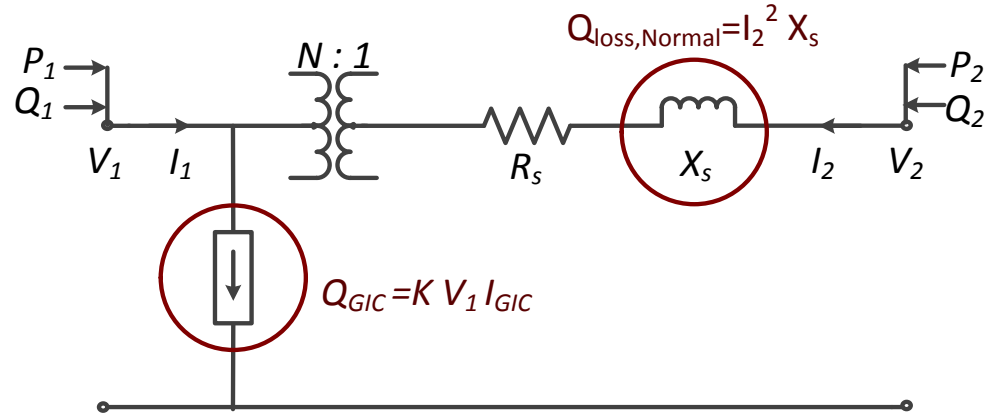 Q_loss,Normal=I_2^2 X_s
P_1
N : 1
P_2
Q_1
Q_2
V_1
I_1
R_s
X_s
I_2
V_2
Q_GIC =K V_1 I_GIC